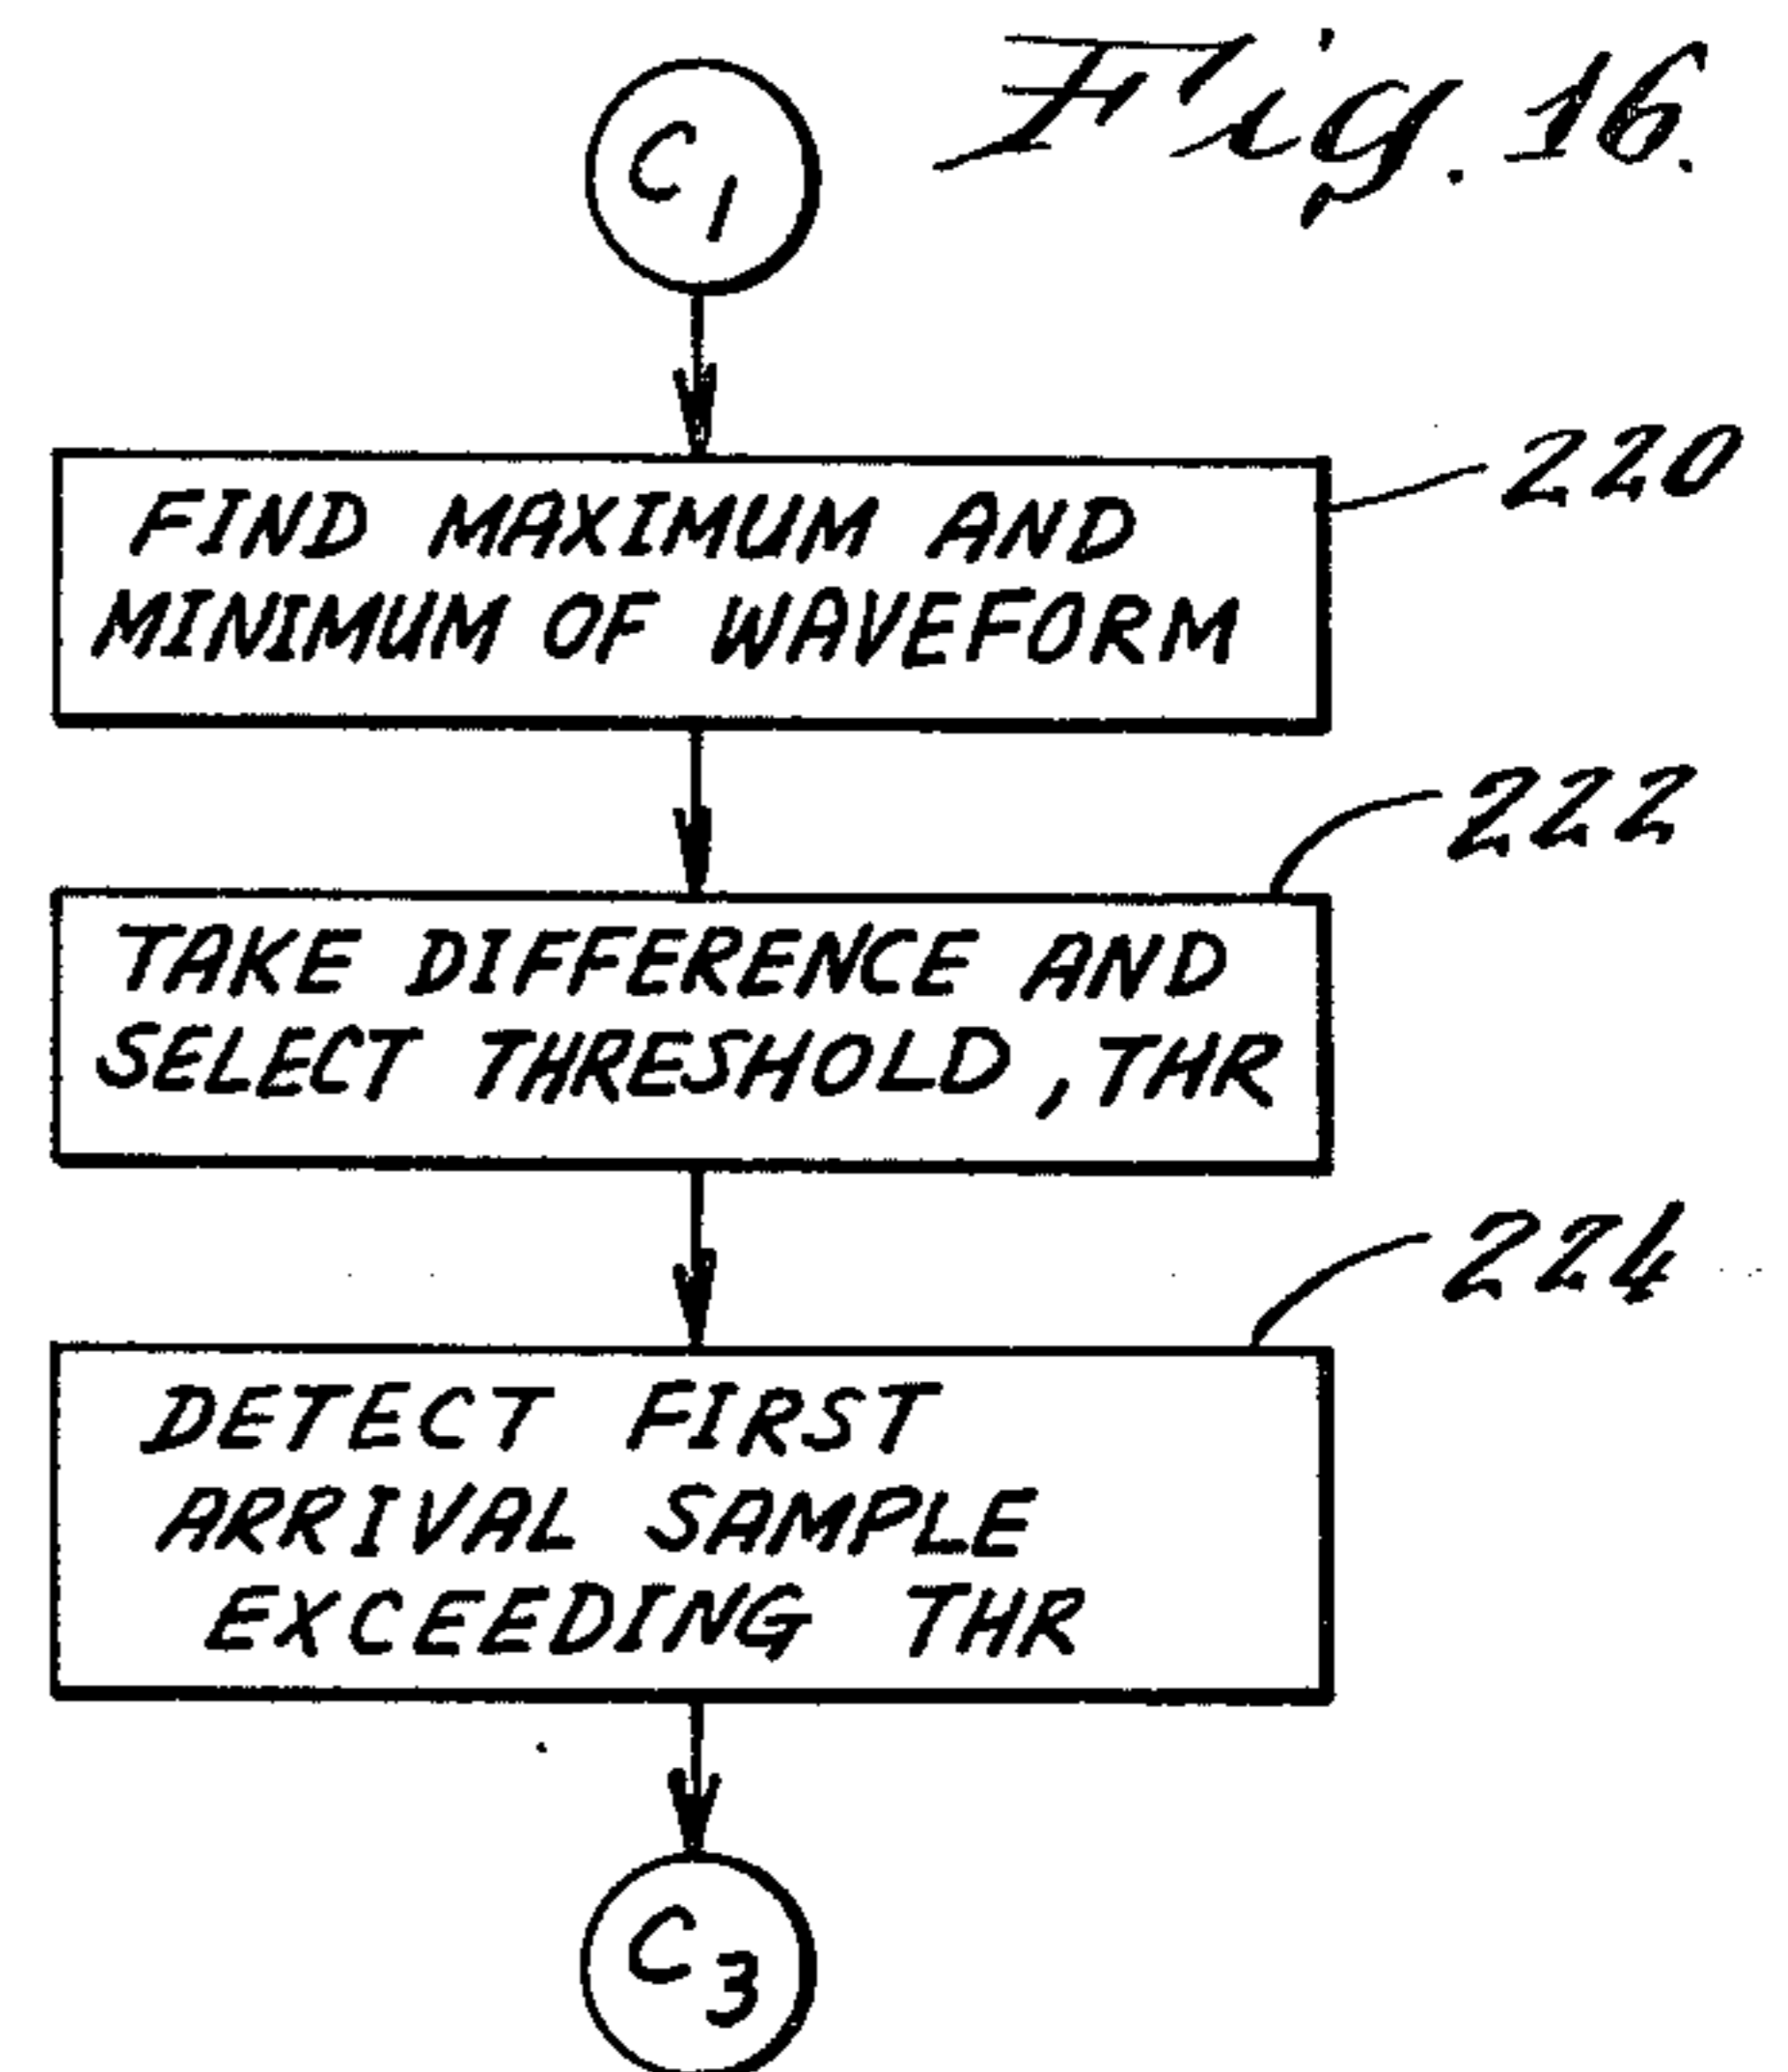 Fig. 16.
C1
220
FIND MAXIMUM AND
MINIMUM OF WAVEFORM
222
TAKE DIFFERENCE AND
SELECT THRESHOLD, THR
224
DETECT FIRST
ARRIVAL SAMPLE
EXCEEDING THR
C3